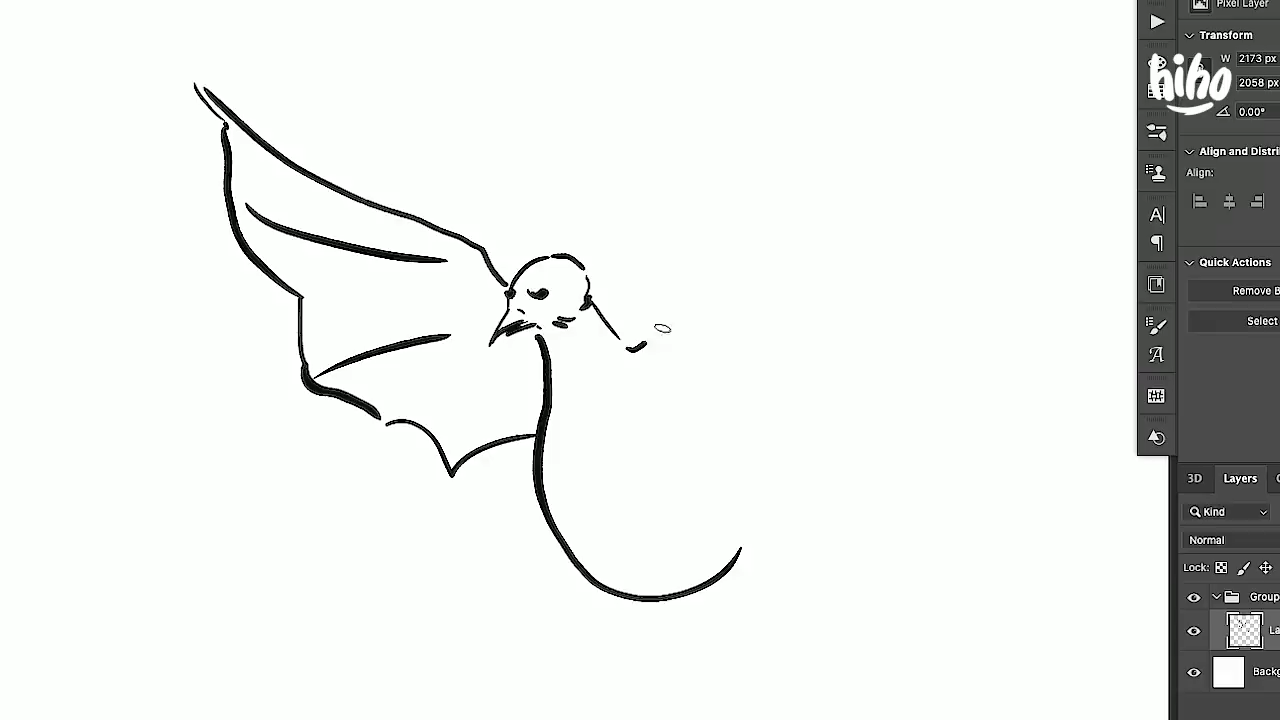 Pixel Layer
Transform
hiho
W 2173 px
2058 px
0.00°
Align and Distri
Align:
Quick Actions
Remove B
Select
3D Layers
Kind
Normal
Lock:
Group
La
Backg